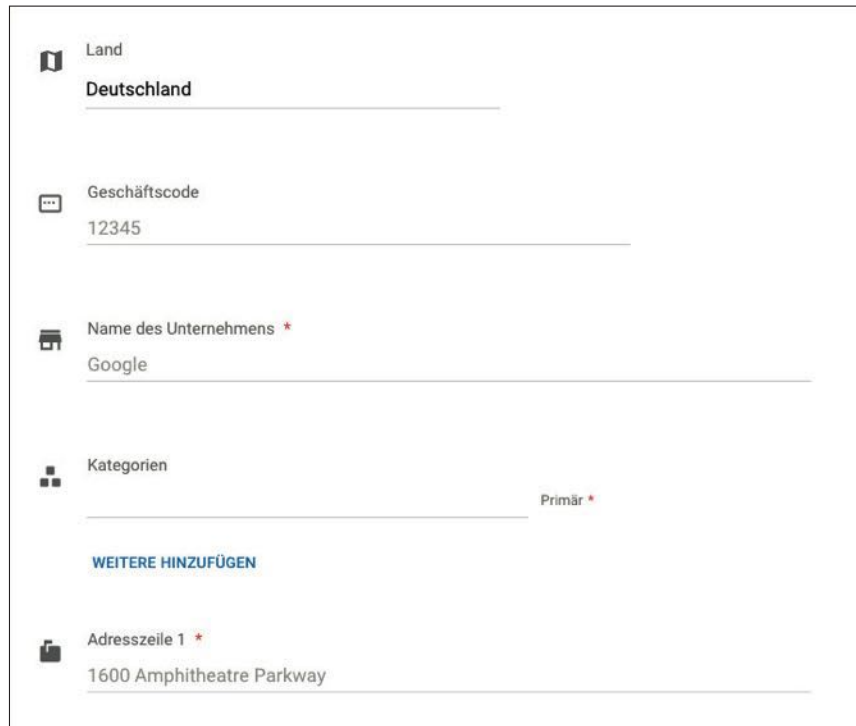 Land
Deutschland
Geschäftscode
12345
Name des Unternehmens *
Google
Kategorien
Primär *
WEITERE HINZUFÜGEN
Adresszeile 1 *
1600 Amphitheatre Parkway